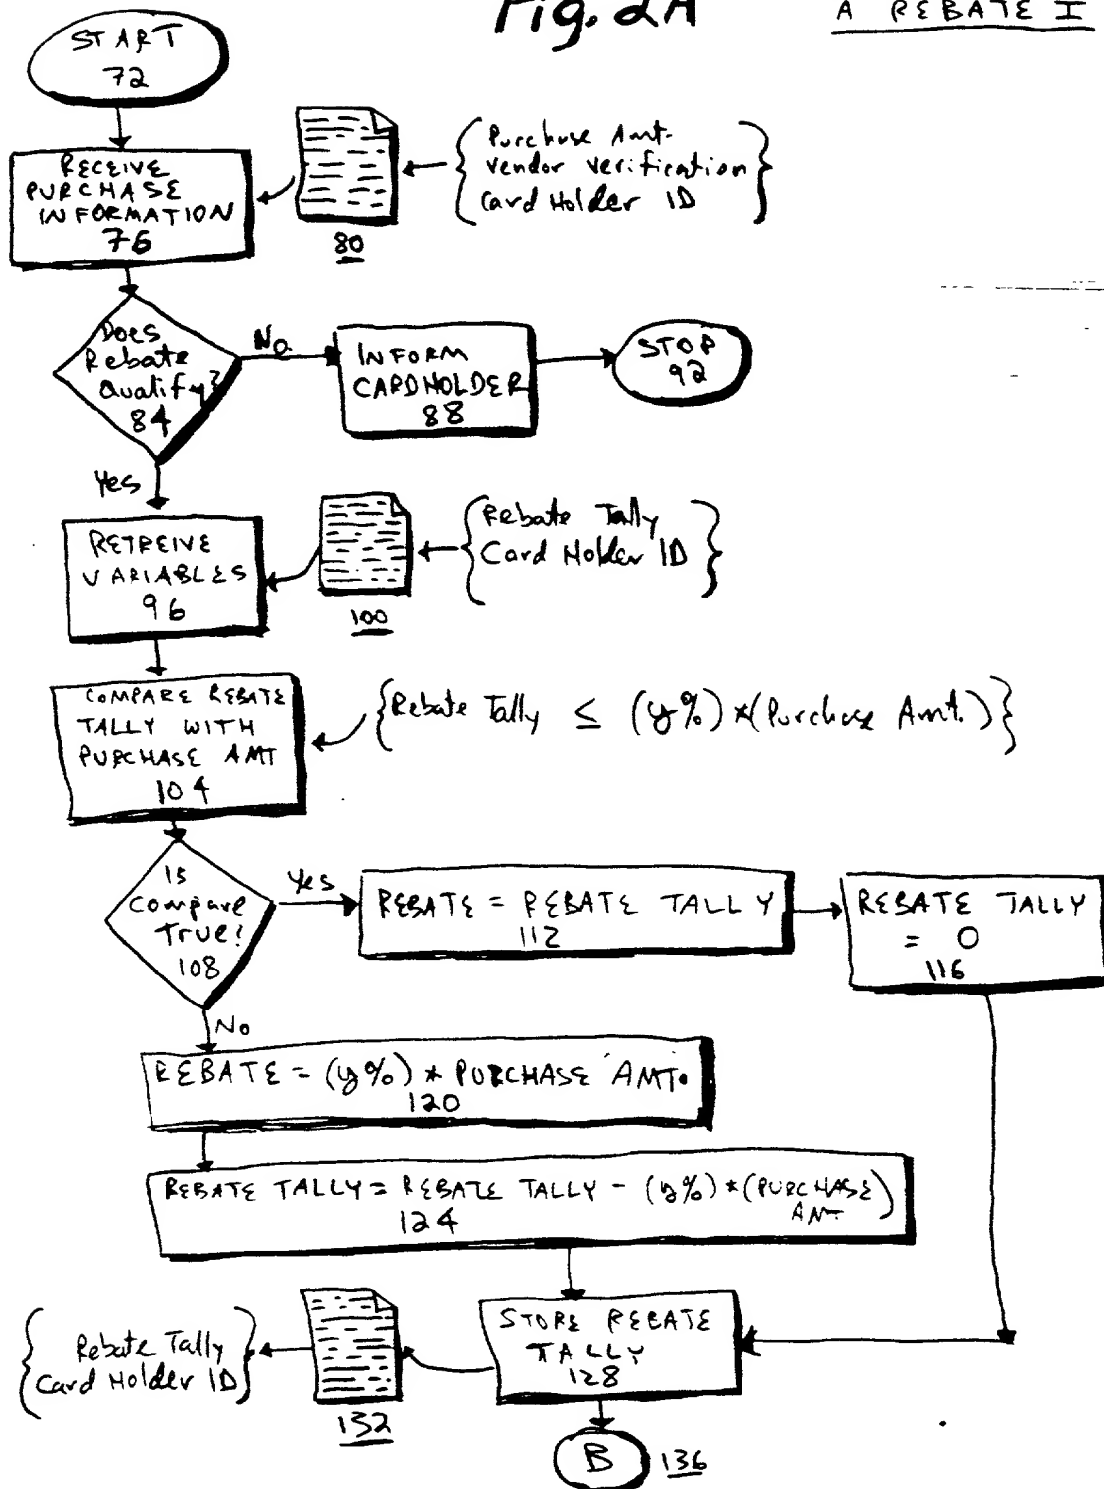 Fig. 2A
A REBATE I
START
72
RECEIVE
PURCHASE
INFORMATION
76
80
Purchase Amt.
vendor verification
Card Holder ID
Does
Rebate
Qualify?
84
No
INFORM
CARDHOLDER
88
STOP
92
Yes
RETREIVE
VARIABLES
96
100
Rebate Tally
Card Holder ID
COMPARE REBATE
TALLY WITH
PURCHASE AMT
104
{Rebate Tally ≤ (y%)*(Purchase Amt.)}
Is
Compare
True?
108
Yes
REBATE = REBATE TALLY
112
REBATE TALLY
= 0
116
No
REBATE = (y%) * PURCHASE AMT.
120
REBATE TALLY = REBATE TALLY - (y%)*(PURCHASE
AMT)
124
STORE REBATE
TALLY
128
Rebate Tally
Card Holder ID
132
B
136